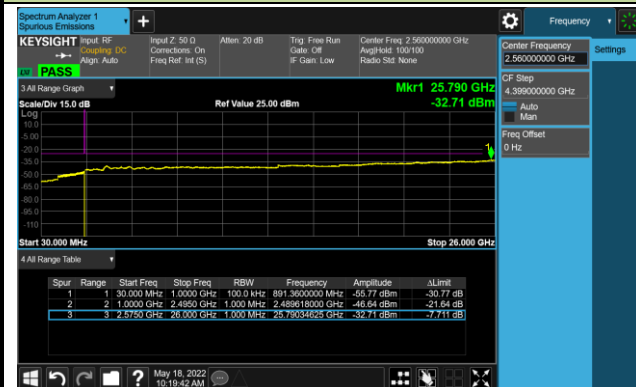 Spectrum Analyzer 1
Spurious Emissions
Frequency
KEYSIGHT
Input: RF
Coupling: DC
Align: Auto
Input Z: 50 Ω
Corrections: On
Freq Ref: Int (S)
Atten: 20 dB
Trig: Free Run
Gate: Off
IF Gain: Low
Center Freq: 2.560000000 GHz
Avg|Hold: 100/100
Radio Std: None
PASS
Center Frequency
2.560000000 GHz
Settings
CF Step
4.399000000 GHz
Auto
Man
Freq Offset
0 Hz
3 All Range Graph
Mkr1 25.790 GHz
Scale/Div 15.0 dB
Ref Value 25.00 dBm
-32.71 dBm
Log
10.0
-5.00
-20.0
-35.0
-50.0
-65.0
-80.0
-95.0
-110
1
Start 30.000 MHz
Stop 26.000 GHz
4 All Range Table
Spur Range Start Freq Stop Freq RBW Frequency Amplitude ΔLimit
1 1 30.000 MHz 1.0000 GHz 100.0 kHz 891.3600000 MHz -55.77 dBm -30.77 dB
2 2 1.0000 GHz 2.4950 GHz 1.000 MHz 2.489618000 GHz -46.64 dBm -21.64 dB
3 3 2.5750 GHz 26.000 GHz 1.000 MHz 25.79034625 GHz -32.71 dBm -7.711 dB
?
May 18, 2022
10:19:42 AM